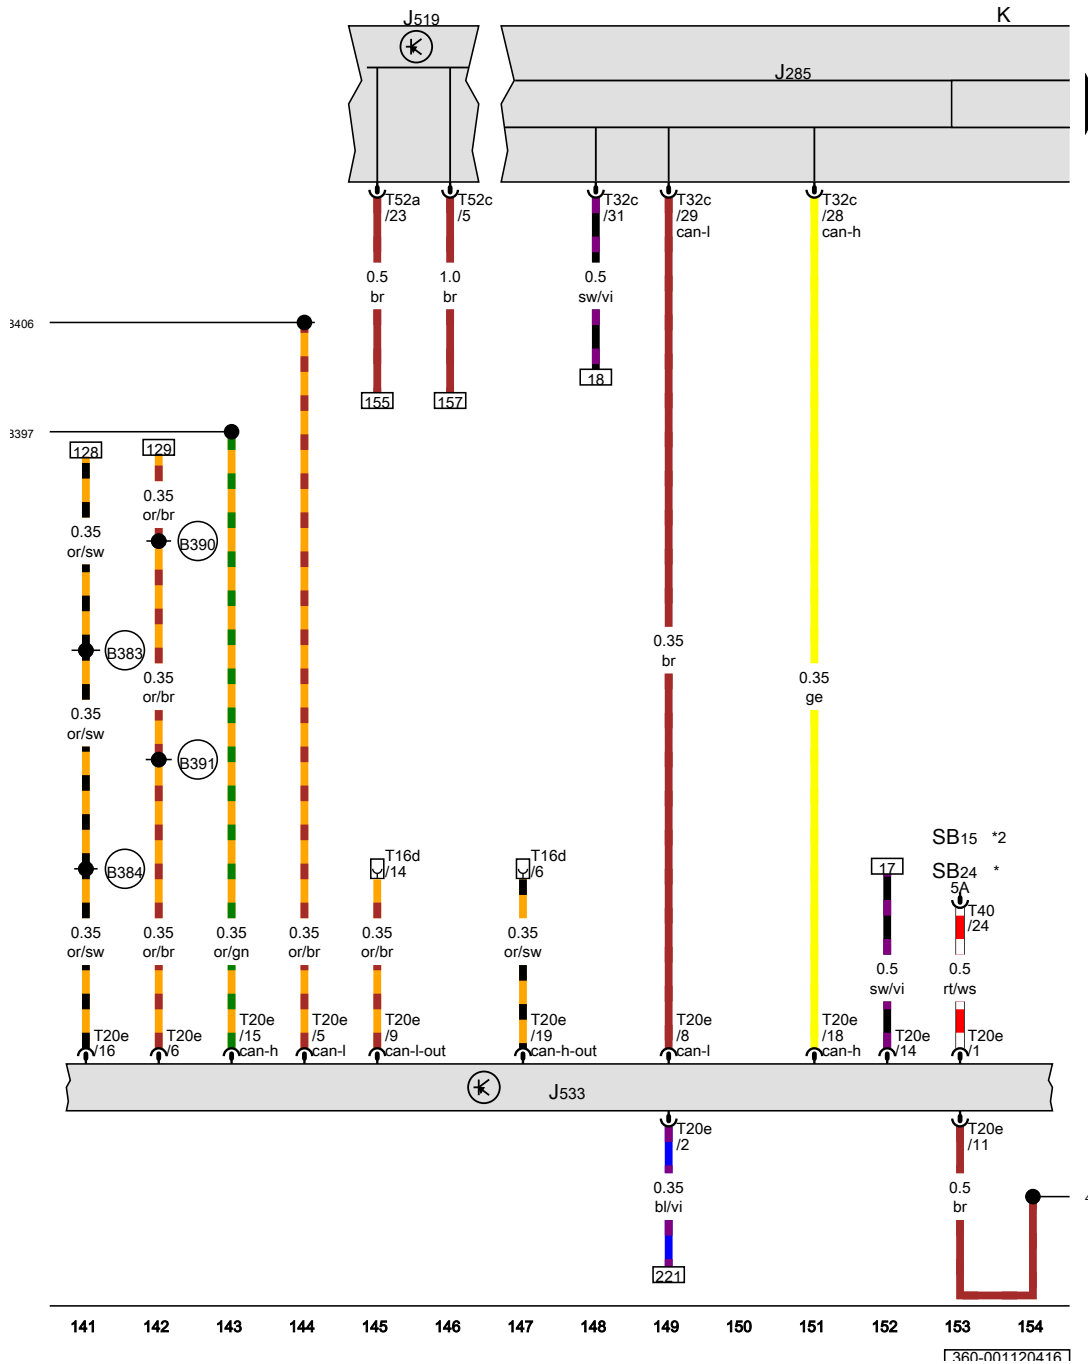 J519
K
J285
T52a
/23
T52c
/5
T32c
/31
T32c
/29
can-l
T32c
/28
can-h
0.5
br
1.0
br
0.5
sw/vi
155
157
18
3406
3397
128
129
0.35
or/sw
0.35
or/br
B390
B383
0.35
or/sw
0.35
or/br
B391
B384
0.35
br
0.35
ge
T16d
/14
T16d
/6
17
SB15 *2
SB24 *
5A
T40
/24
0.35
or/sw
0.35
or/br
0.35
or/gn
0.35
or/br
0.35
or/br
0.35
or/sw
0.5
sw/vi
0.5
rt/ws
T20e
/16
T20e
/6
T20e
/15
can-h
T20e
/5
can-l
T20e
/9
can-l-out
T20e
/19
can-h-out
T20e
/8
can-l
T20e
/18
can-h
T20e
/14
T20e
/1
J533
T20e
/2
T20e
/11
0.35
bl/vi
0.5
br
221
141 142 143 144 145 146 147 148 149 150 151 152 153 154
360-001120416